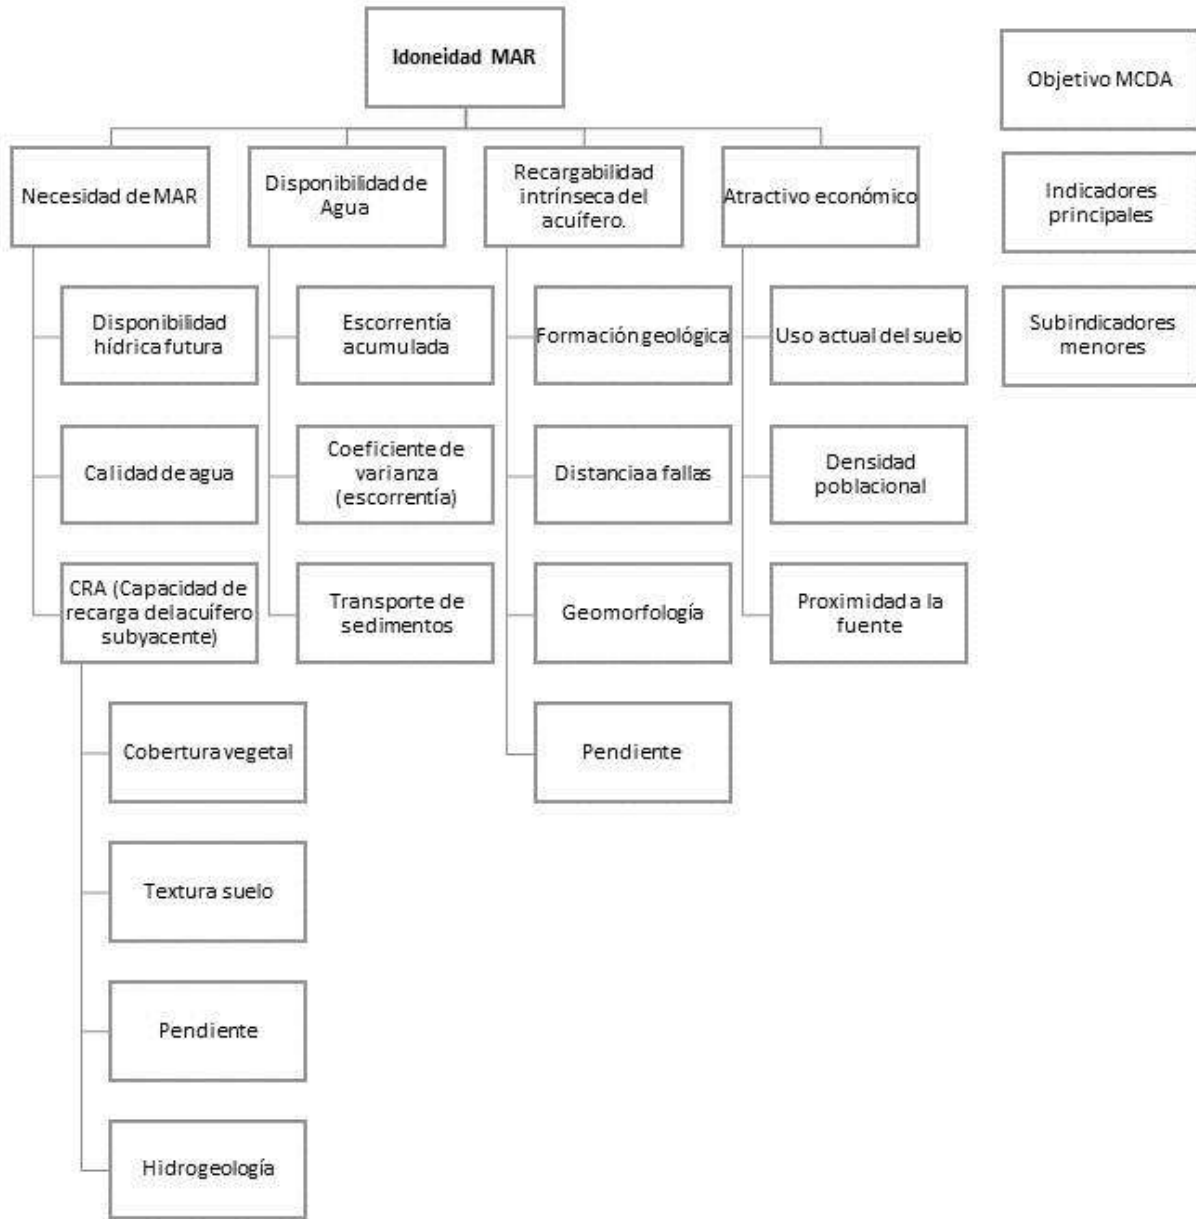 Idoneidad MAR
Objetivo MCDA
Indicadores
principales
Subindicadores
menores
Necesidad de MAR
Disponibilidad hídrica futura
Disponibilidad de
Agua
Recargabilidad
intrínseca del
acuífero.
Atractivo económico
Disponibilidad
hídrica futura
Escorrentía
acumulada
Formación geológica
Uso actual del suelo
Calidad de agua
Coeficiente de
varianza
(escorrentía)
Distancia a fallas
Densidad
poblacional
CRA (Capacidad de
recarga del acuífero
subyacente)
Transporte de
sedimentos
Geomorfología
Proximidad a la
fuente
Cobertura vegetal
Pendiente
Textura suelo
Pendiente
Hidrogeología